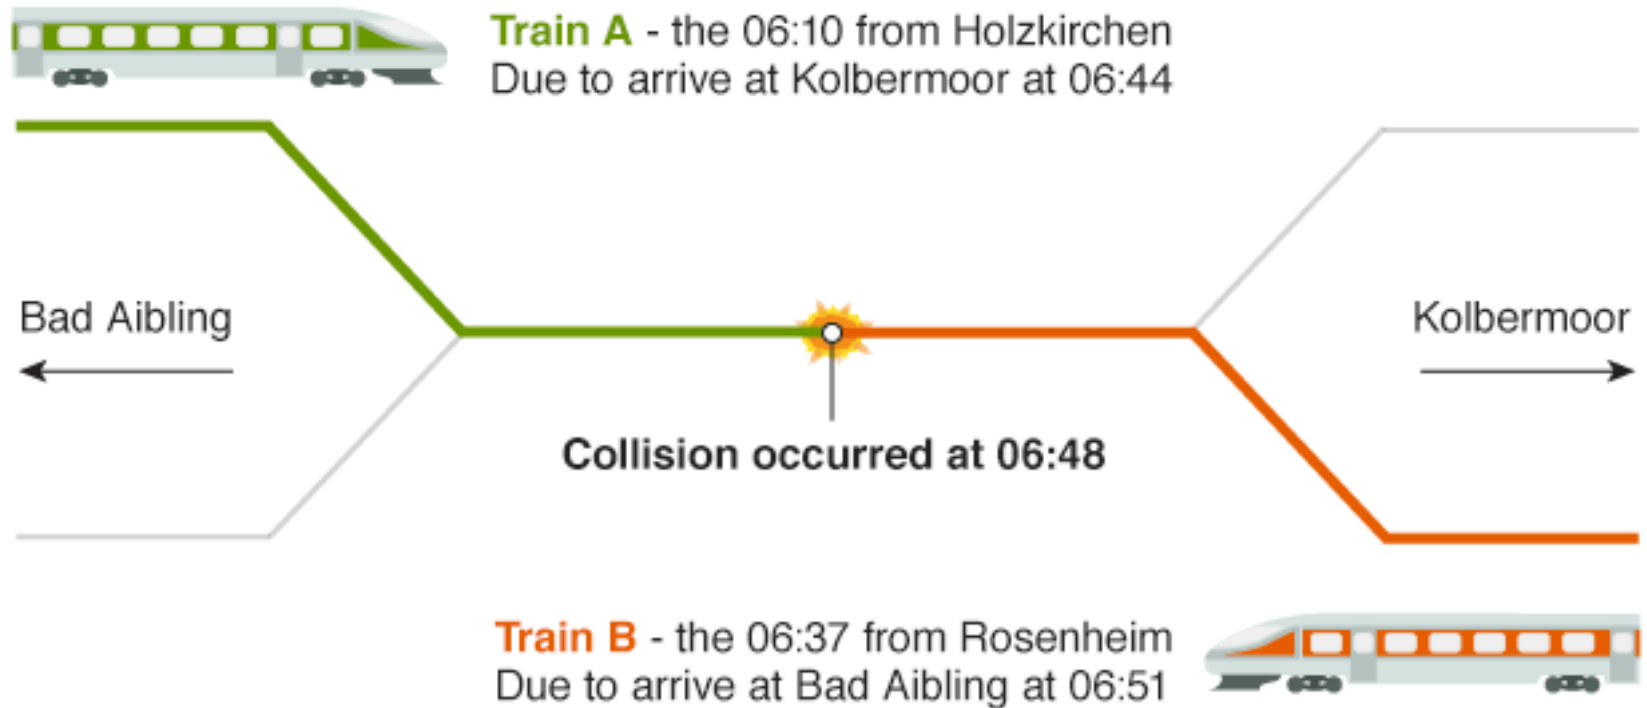 Train A - the 06:10 from Holzkirchen
Due to arrive at Kolbermoor at 06:44
Bad Aibling
Kolbermoor
Collision occurred at 06:48
Train B - the 06:37 from Rosenheim
Due to arrive at Bad Aibling at 06:51